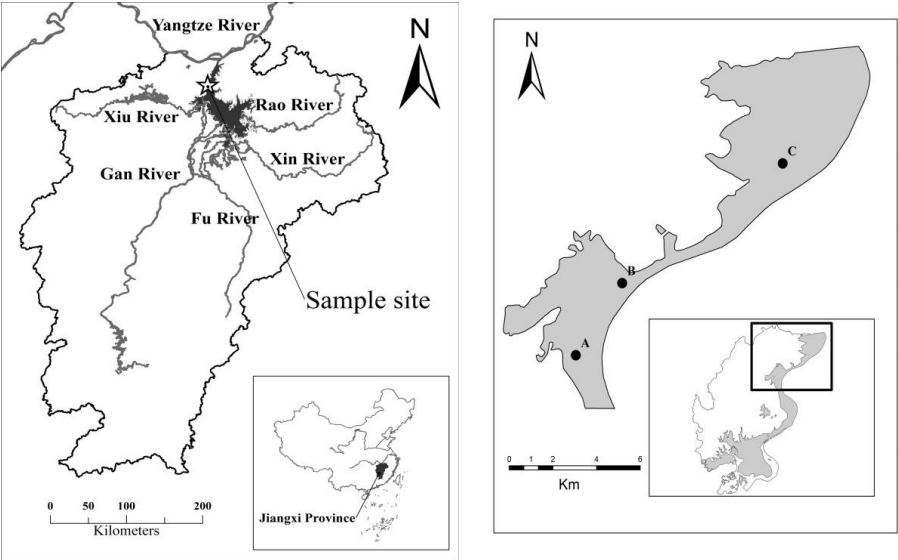 Yangtze River
N
Rao River
Xiu River
Xin River
Gan River
Fu River
Sample site
Jiangxi Province
0 50 100 200
Kilometers
N
C
B
A
0 1 2 4 6
Km